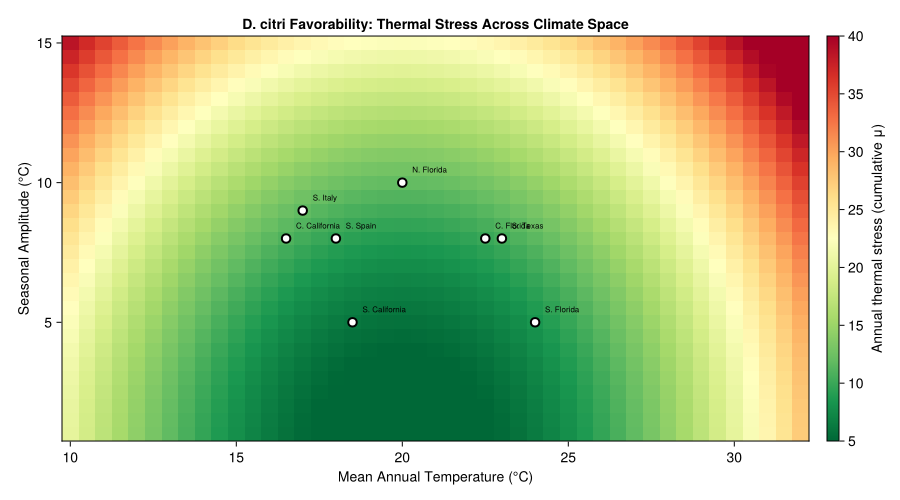 D. citri Favorability: Thermal Stress Across Climate Space
Seasonal Amplitude (°C)
15
10
5
N. Florida
S. Italy
C. California
S. Spain
C. Florida
S. Texas
S. California
S. Florida
10
15
20
25
30
Mean Annual Temperature (°C)
40
35
30
25
20
15
10
5
Annual thermal stress (cumulative μ)